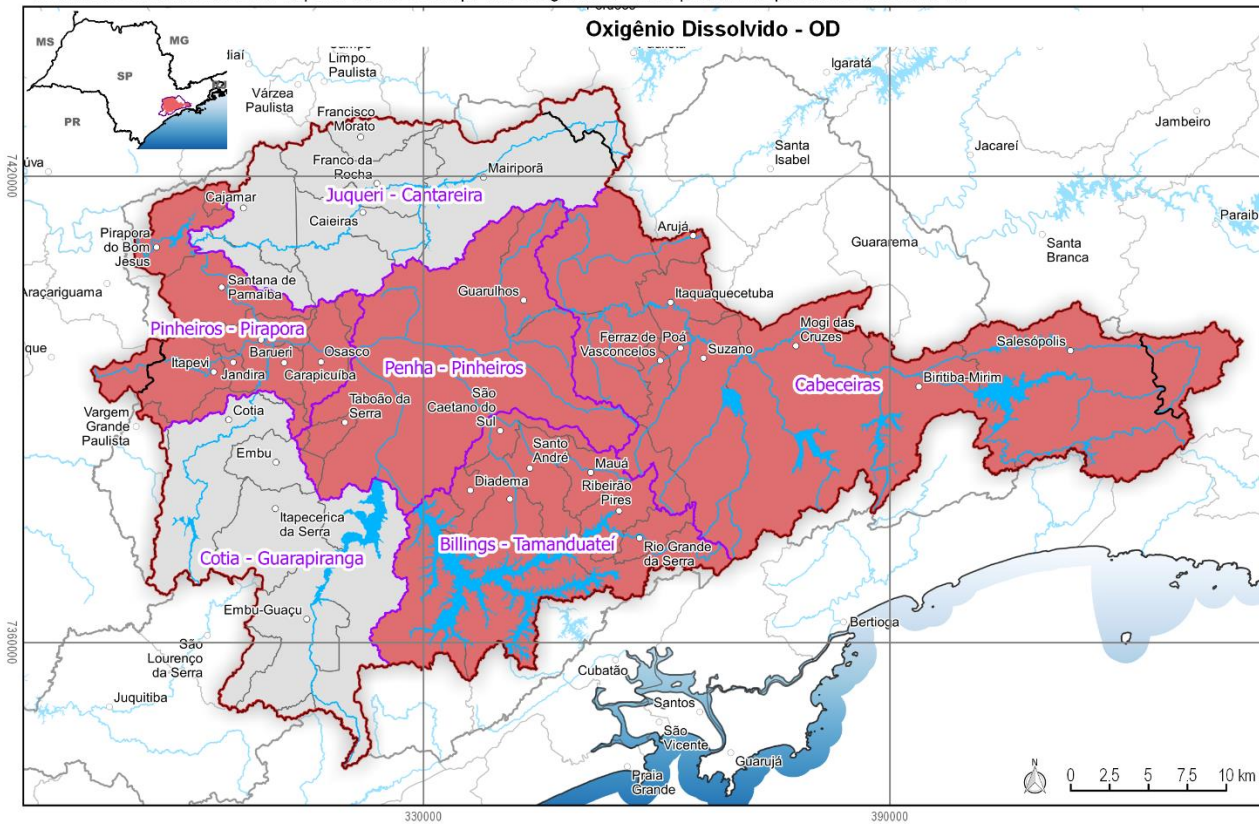 Oxigênio Dissolvido - OD
MS
MG
SP
PR
Campo
Limpo
Paulista
Várzea
Paulista
Igaratá
Jambeiro
Francisco
Morato
Franco da
Rocha
Mairiporã
Santa
Isabel
Jacareí
7420000
Juqueri - Cantareira
Cajamar
Caieiras
Pirapora
do Bom
Jesus
Arujá
Guararema
Paraib
Santa
Branca
Araçariguama
Santana de
Parnaíba
Guarulhos
Itaquaquecetuba
Pinheiros - Pirapora
que
Itapevi
Barueri
Jandira
Carapicuíba
Osasco
Penha - Pinheiros
Ferraz de
Vasconcelos
Poá
Suzano
Mogi das
Cruzes
Salesópolis
Cabeceiras
Biritiba-Mirim
Vargem
Grande
Paulista
Cotia
Taboão da
Serra
São
Caetano do
Sul
Embu
Santo
André
Mauá
Diadema
Ribeirão
Pires
Itapecerica
da Serra
Billings - Tamanduateí
Rio Grande
da Serra
Cotia - Guarapiranga
Embu-Guaçu
7360000
São
Lourenço
da Serra
Juquitiba
Bertioga
Cubatão
Santos
São
Vicente
Guarujá
Praia
Grande
N
0 2.5 5 7.5 10 km
330000
390000